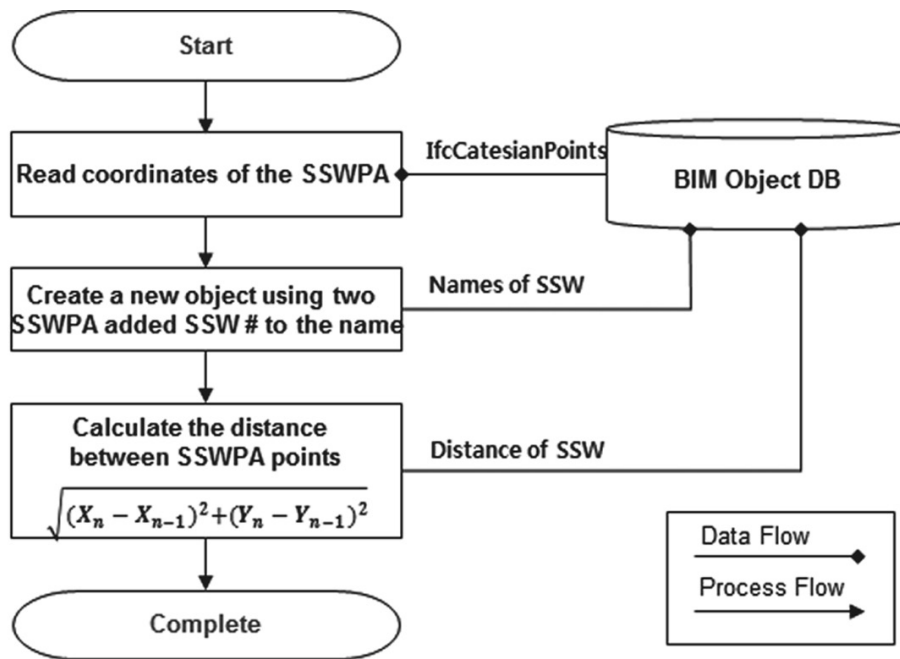 Start
Read coordinates of the SSWPA
IfcCatesianPoints
BIM Object DB
Create a new object using two
SSWPA added SSW # to the name
Names of SSW
Calculate the distance
between SSWPA points
√(Xₙ − Xₙ₋₁)²+(Yₙ − Yₙ₋₁)²
Distance of SSW
Complete
Data Flow
Process Flow